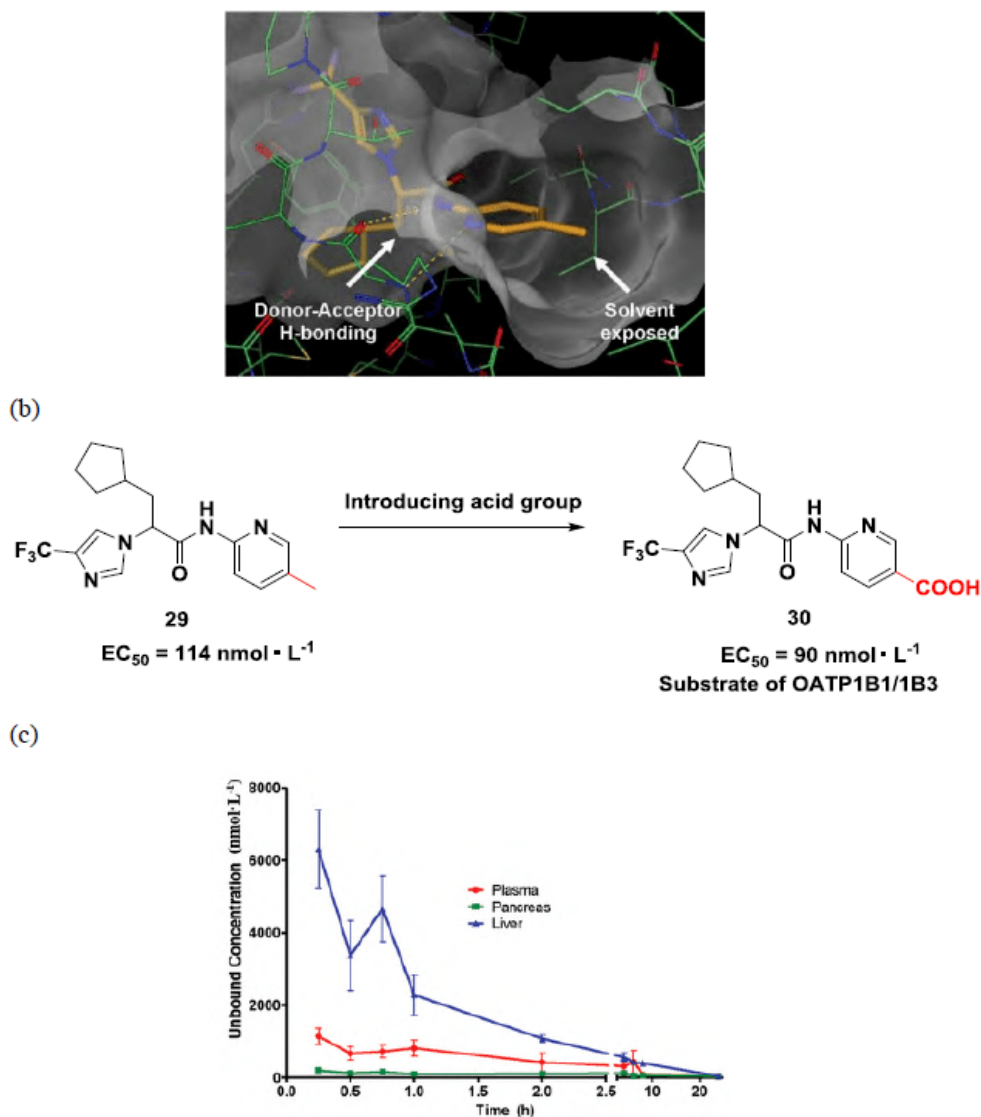 Donor-Acceptor
H-bonding
Solvent
exposed
(b)
H
N
N
O
N
N
F₃C
29
EC₅₀ = 114 nmol · L⁻¹
Introducing acid group
H
N
N
O
N
N
F₃C
COOH
30
EC₅₀ = 90 nmol · L⁻¹
Substrate of OATP1B1/1B3
(c)
Unbound Concentration (nmol·L⁻¹)
8000
6000
4000
2000
0
Plasma
Pancreas
Liver
0.0 0.5 1.0 1.5 2.0 2.5 10 20
Time (h)